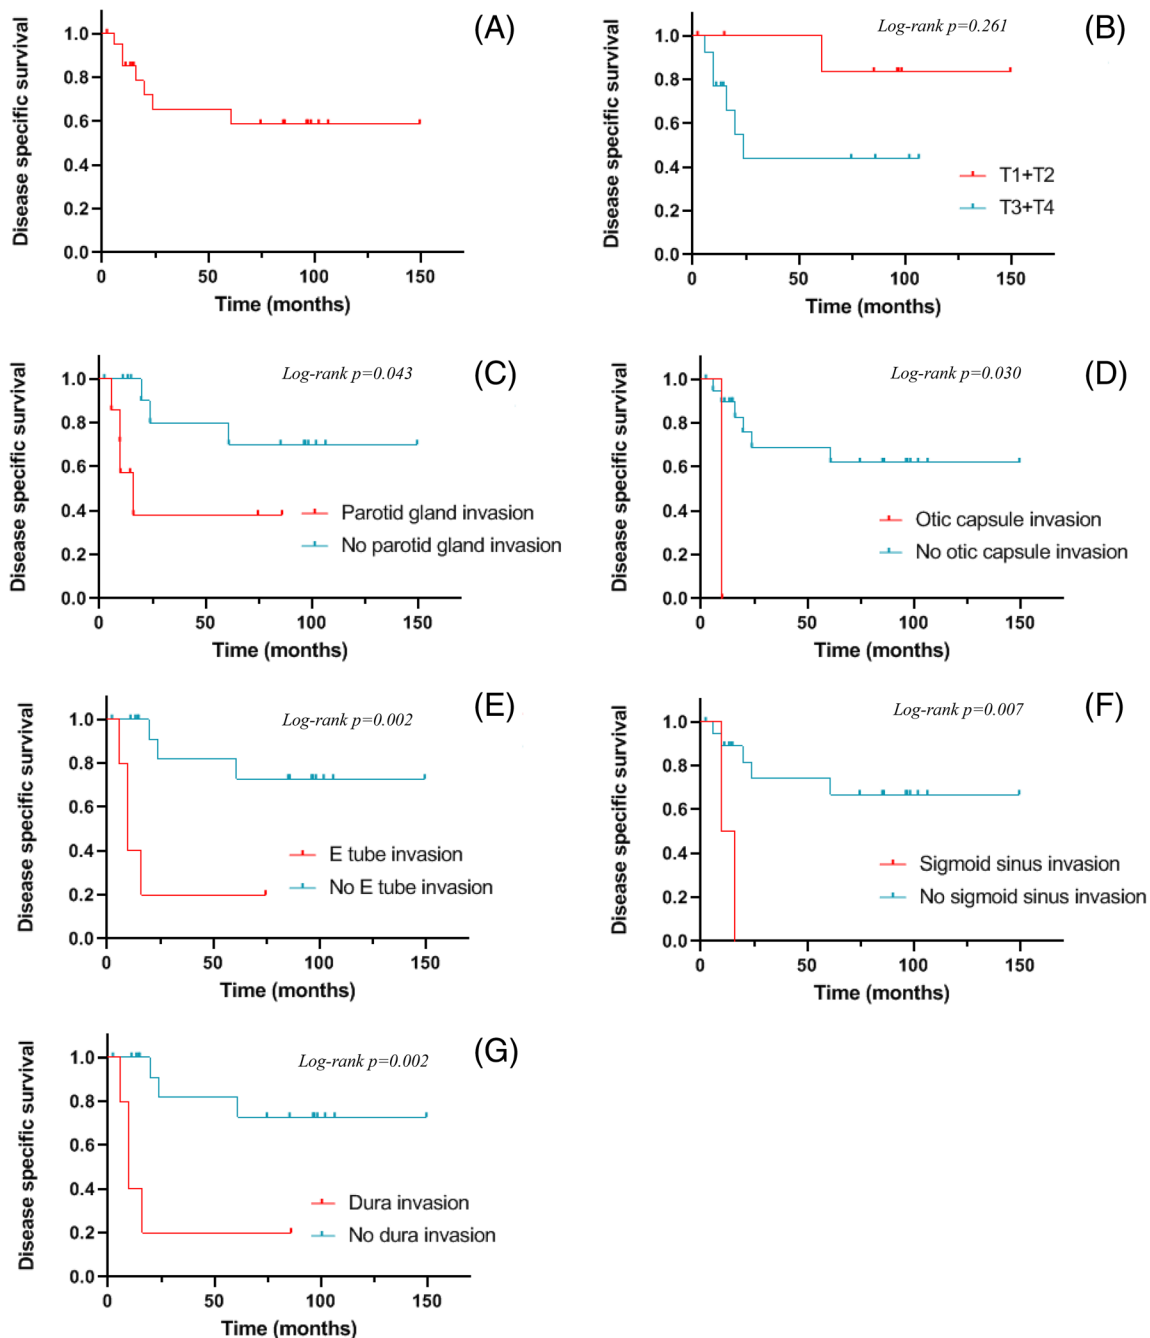 (A)
Disease specific survival
1.0
0.8
0.6
0.4
0.2
0.0
0 50 100 150
Time (months)
(B)
Log-rank p=0.261
Disease specific survival
1.0
0.8
0.6
0.4
0.2
0.0
T1+T2
T3+T4
0 50 100 150
Time (months)
(C)
Log-rank p=0.043
Disease specific survival
1.0
0.8
0.6
0.4
0.2
0.0
Parotid gland invasion
No parotid gland invasion
0 50 100 150
Time (months)
(D)
Log-rank p=0.030
Disease specific survival
1.0
0.8
0.6
0.4
0.2
0.0
Otic capsule invasion
No otic capsule invasion
0 50 100 150
Time (months)
(E)
Log-rank p=0.002
Disease specific survival
1.0
0.8
0.6
0.4
0.2
0.0
E tube invasion
No E tube invasion
0 50 100 150
Time (months)
(F)
Log-rank p=0.007
Disease specific survival
1.0
0.8
0.6
0.4
0.2
0.0
Sigmoid sinus invasion
No sigmoid sinus invasion
0 50 100 150
Time (months)
(G)
Log-rank p=0.002
Disease specific survival
1.0
0.8
0.6
0.4
0.2
0.0
Dura invasion
No dura invasion
0 50 100 150
Time (months)